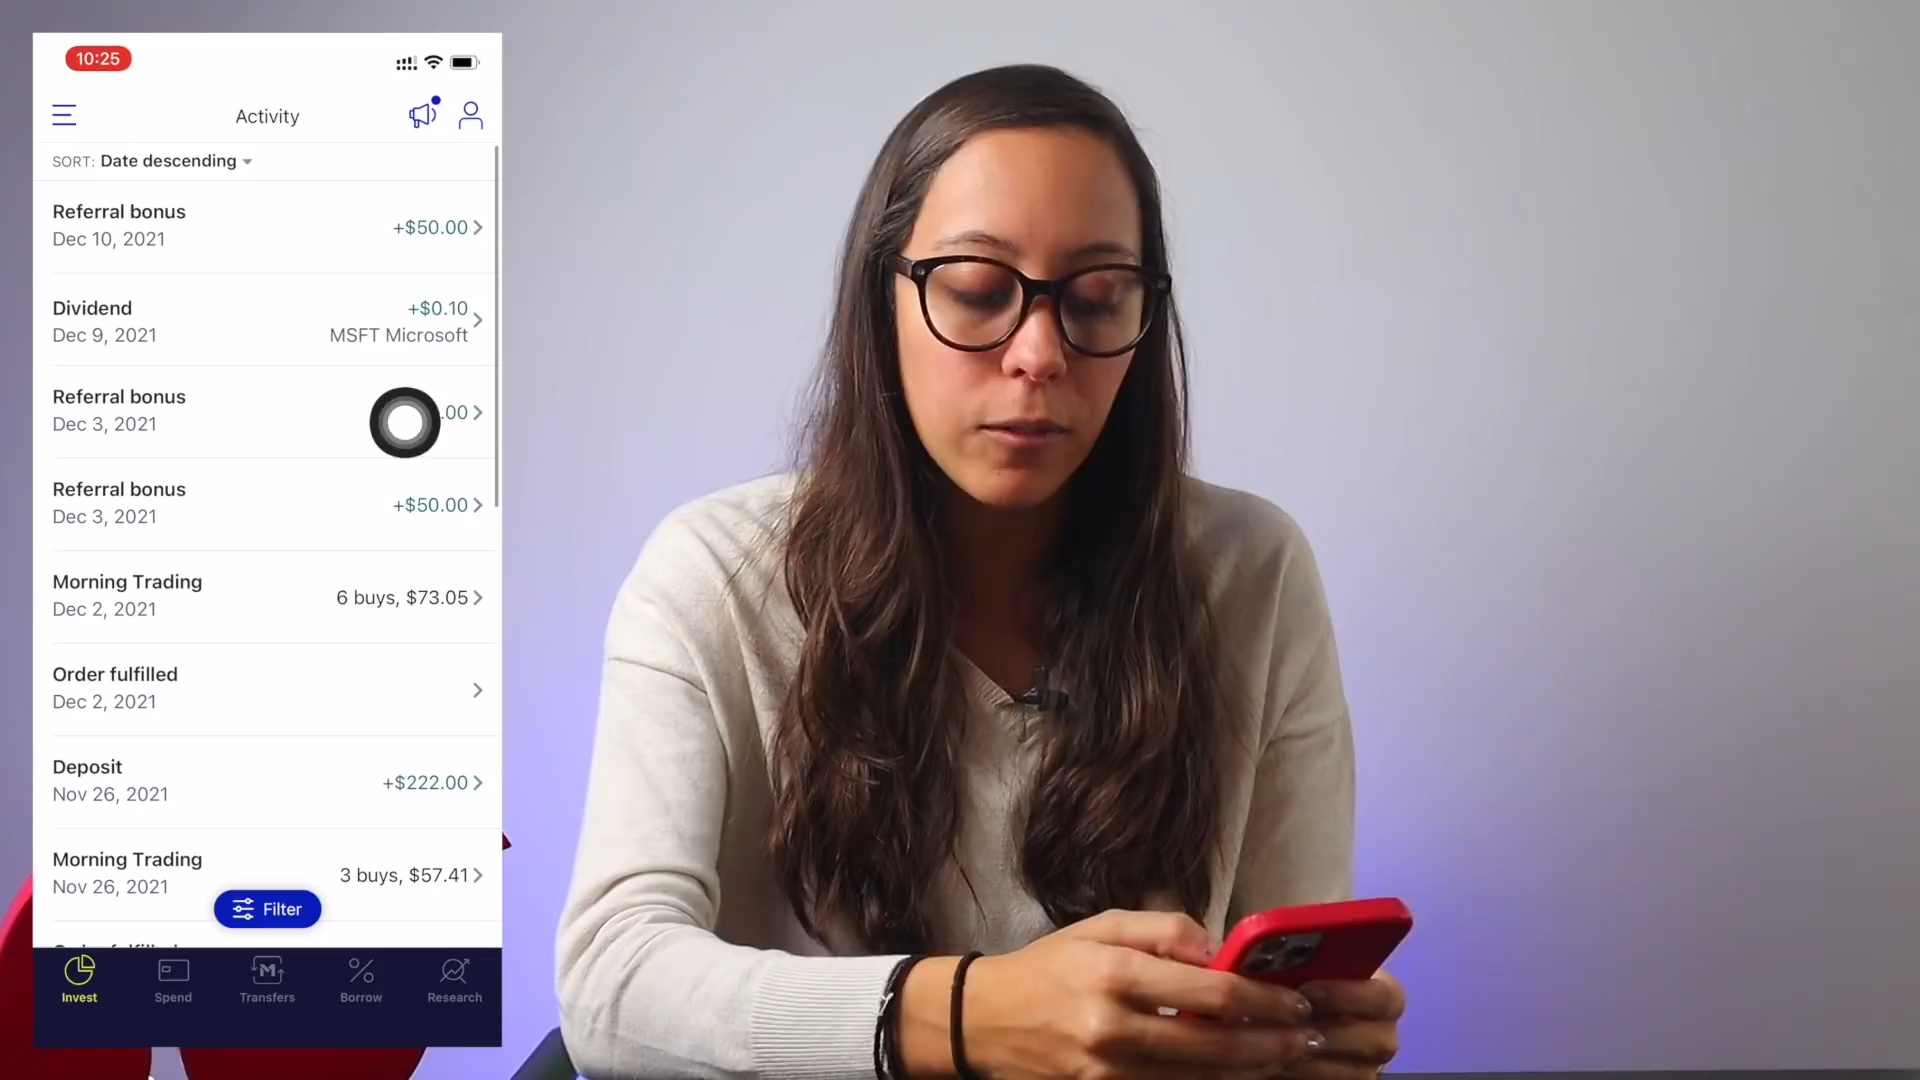 10:25
Activity
SORT: Date descending
Referral bonus
Dec 10, 2021
+$50.00
Dividend
+$0.10
Dec 9, 2021
MSFT Microsoft
Referral bonus
.00
Dec 3, 2021
Referral bonus
Dec 3, 2021
+$50.00
Morning Trading
Dec 2, 2021
6 buys, $73.05
Order fulfilled
Dec 2, 2021
Deposit
Nov 26, 2021
+$222.00
Morning Trading
Nov 26, 2021
3 buys, $57.41
Filter
Invest
Spend
M
Transfers
Borrow
Research